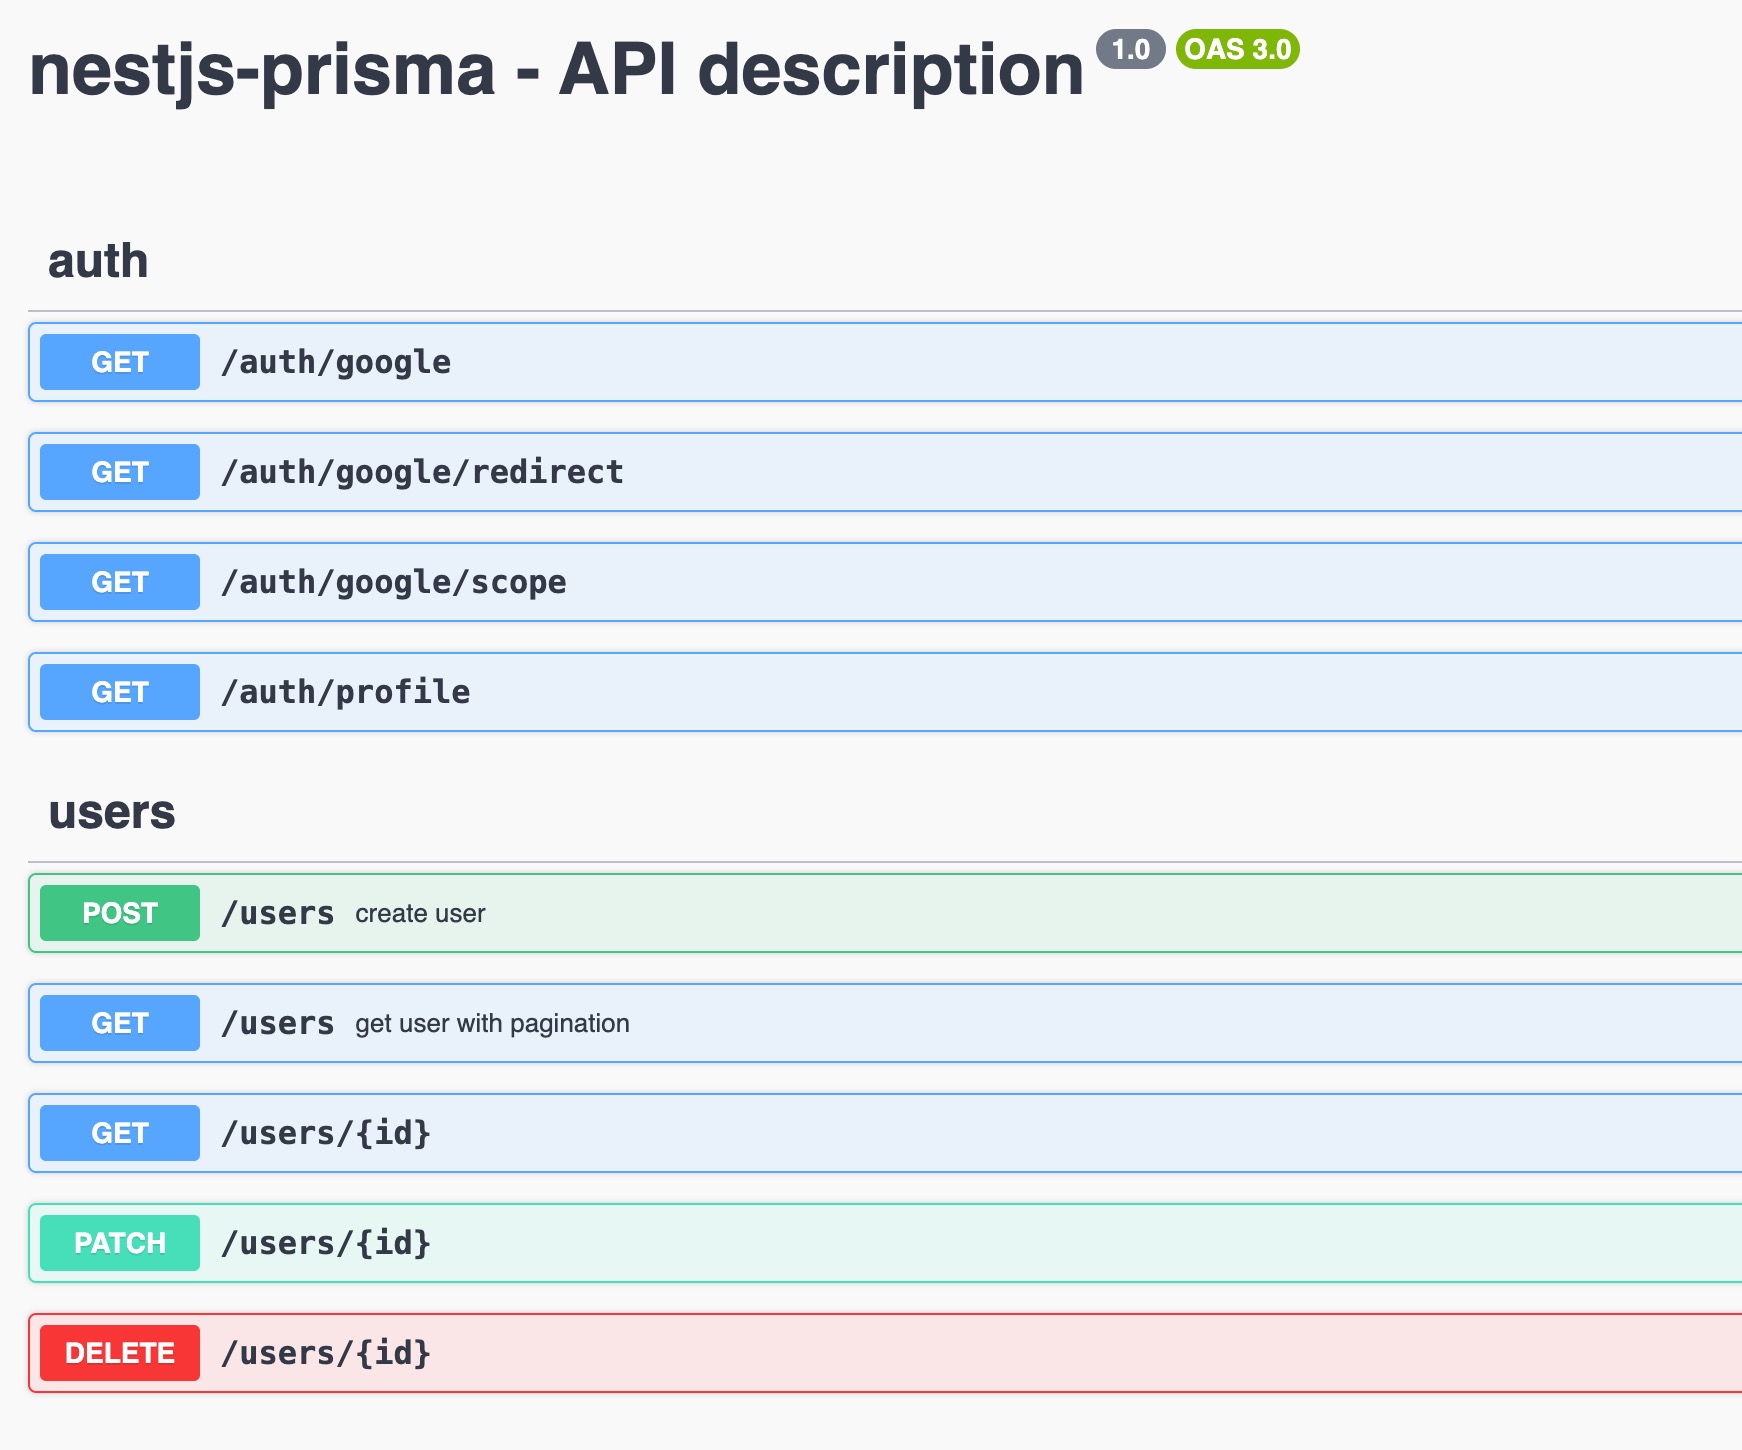 nestjs-prisma - API description 1.0 OAS 3.0
auth
GET /auth/google
GET /auth/google/redirect
GET /auth/google/scope
GET /auth/profile
users
POST /users create user
GET /users get user with pagination
GET /users/{id}
PATCH /users/{id}
DELETE /users/{id}